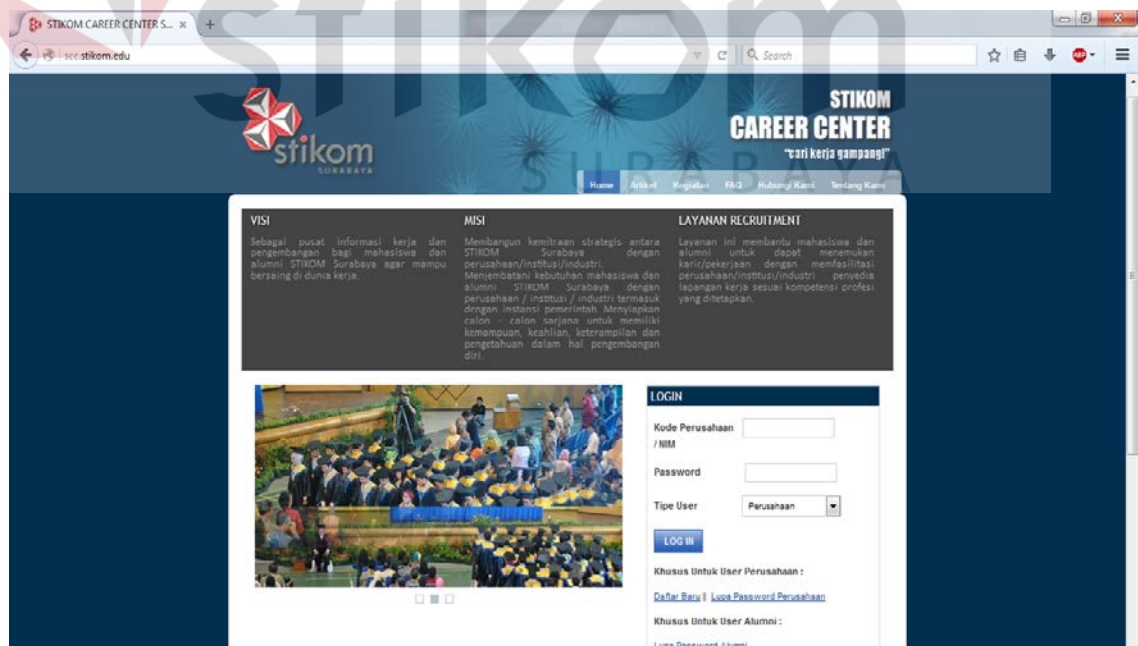 STIKOM CAREER CENTER S...
scc.stikom.edu
Search
ABP
STIKOM
SURABAYA
stikom
SURABAYA
STIKOM
CAREER CENTER
"cari kerja gampang!"
Home Artikel Kegiatan FAQ Hubungi Kami Tentang Kami
VISI
Sebagai pusat informasi kerja dan
pengembangan bagi mahasiswa dan
alumni STIKOM Surabaya agar mampu
bersaing di dunia kerja.
MISI
Membangun kemitraan strategis antara
STIKOM Surabaya dengan
perusahaan/institusi/industri.
Menjembatani kebutuhan mahasiswa dan
alumni STIKOM Surabaya dengan
perusahaan / institusi / industri termasuk
dengan instansi pemerintah. Menyiapkan
calon - calon sarjana untuk memiliki
kemampuan, keahlian, keterampilan dan
pengetahuan dalam hal pengembangan
diri.
LAYANAN RECRUITMENT
Layanan ini membantu mahasiswa dan
alumni untuk dapat menemukan
karir/pekerjaan dengan memfasilitasi
perusahaan/institusi/industri penyedia
lapangan kerja sesuai kompetensi profesi
yang ditetapkan.
LOGIN
Kode Perusahaan
/ NIM
Password
Tipe User Perusahaan
LOG IN
Khusus Untuk User Perusahaan :
Daftar Baru || Lupa Password Perusahaan
Khusus Untuk User Alumni :
Lupa Password Alumni